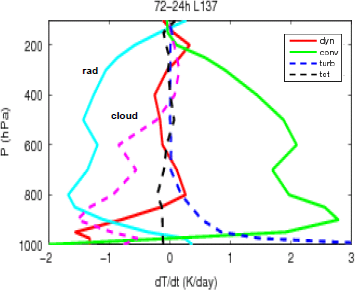 72−24h L137
P (hPa)
200
400
600
800
1000
rad
cloud
dyn
conv
turb
tot
−2
−1
0
1
2
3
dT/dt (K/day)